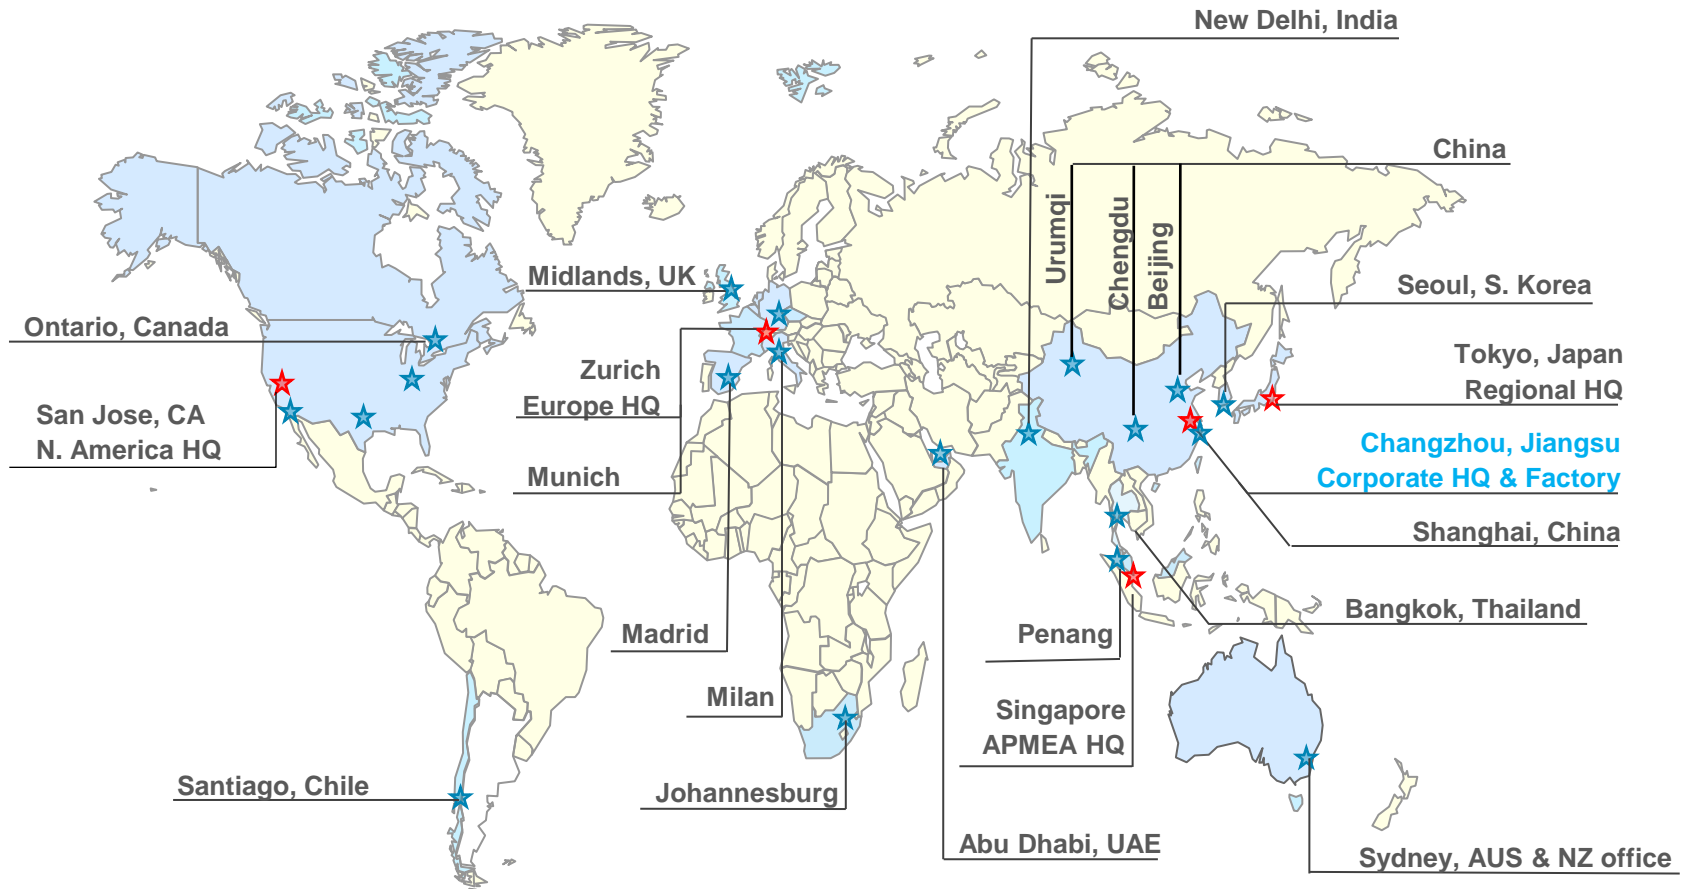 New Delhi, India
China
Urumqi
Chengdu
Beijing
Midlands, UK
Seoul, S. Korea
Ontario, Canada
Tokyo, Japan
Regional HQ
Zurich
Europe HQ
San Jose, CA
N. America HQ
Changzhou, Jiangsu
Corporate HQ & Factory
Munich
Shanghai, China
Bangkok, Thailand
Madrid
Penang
Milan
Singapore
APMEA HQ
Santiago, Chile
Johannesburg
Abu Dhabi, UAE
Sydney, AUS & NZ office